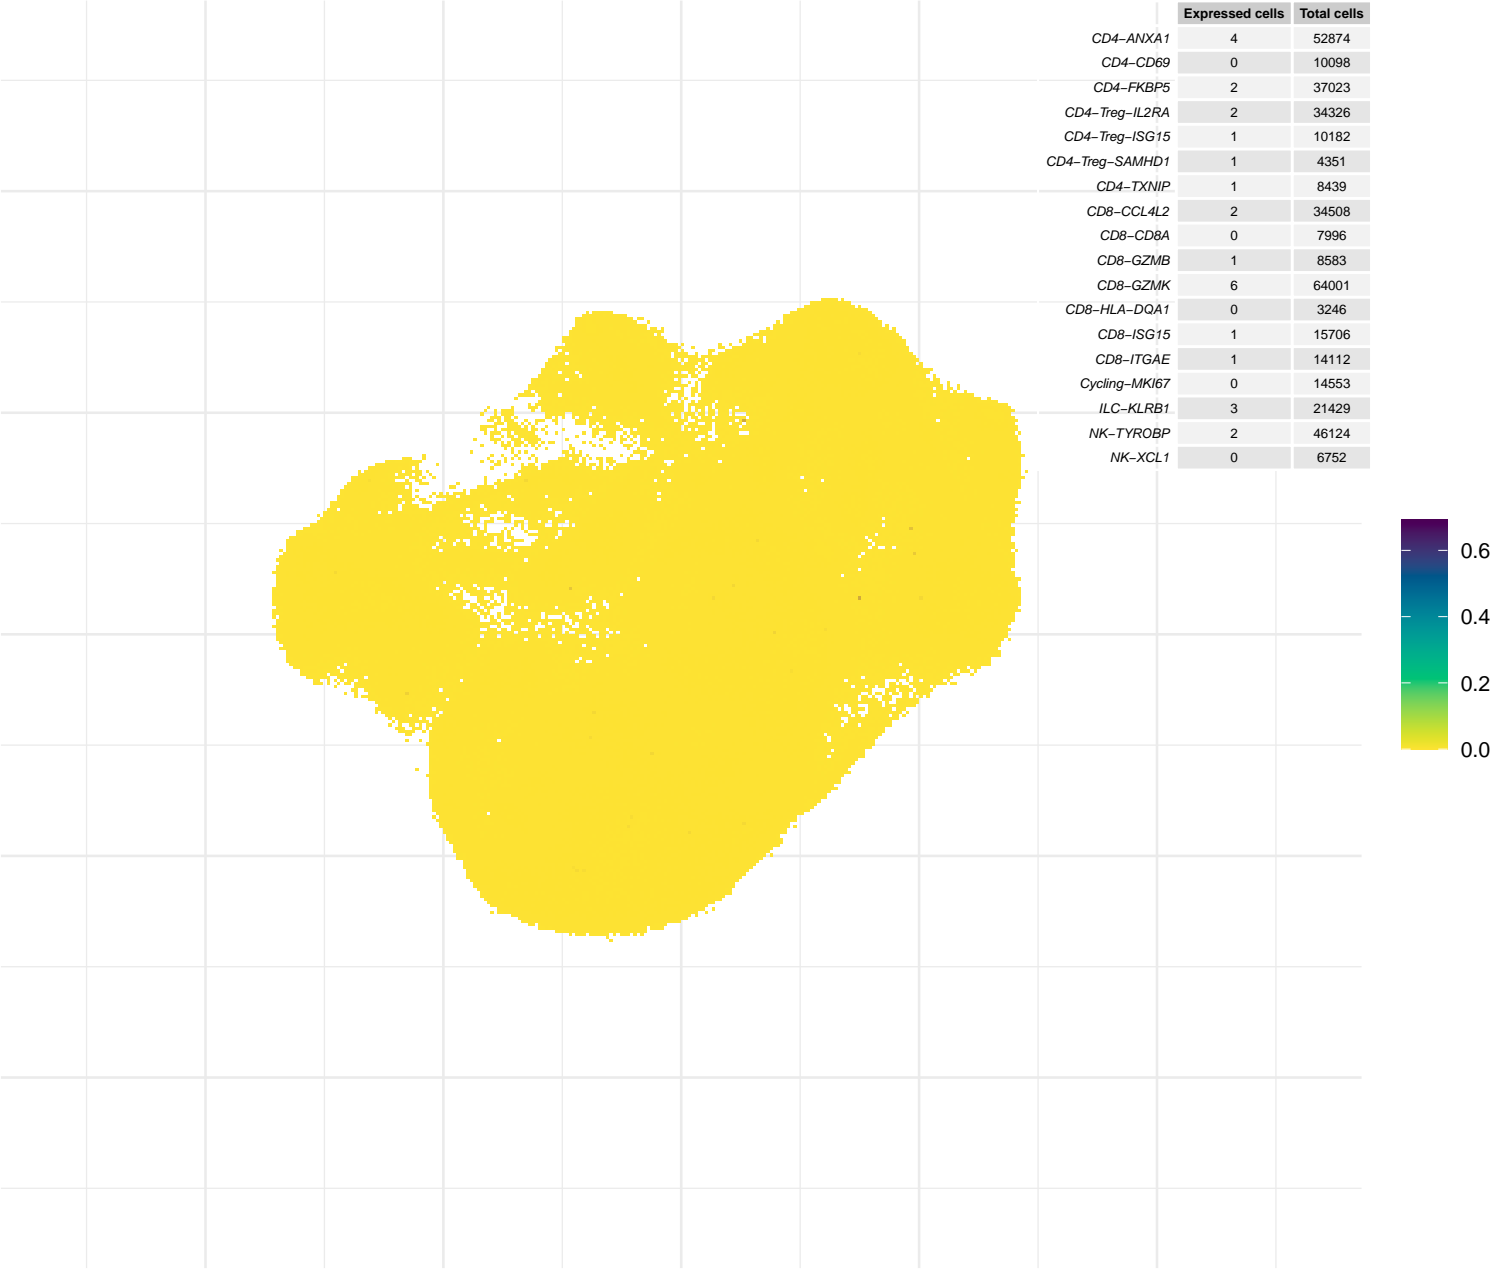 Expressed cells Total cells
CD4−ANXA1 4 52874
CD4−CD69 0 10098
CD4−FKBP5 2 37023
CD4−Treg−IL2RA 2 34326
CD4−Treg−ISG15 1 10182
CD4−Treg−SAMHD1 1 4351
CD4−TXNIP 1 8439
CD8−CCL4L2 2 34508
CD8−CD8A 0 7996
CD8−GZMB 1 8583
CD8−GZMK 6 64001
CD8−HLA−DQA1 0 3246
CD8−ISG15 1 15706
CD8−ITGAE 1 14112
Cycling−MKI67 0 14553
ILC−KLRB1 3 21429
NK−TYROBP 2 46124
NK−XCL1 0 6752
0.6
0.4
0.2
0.0